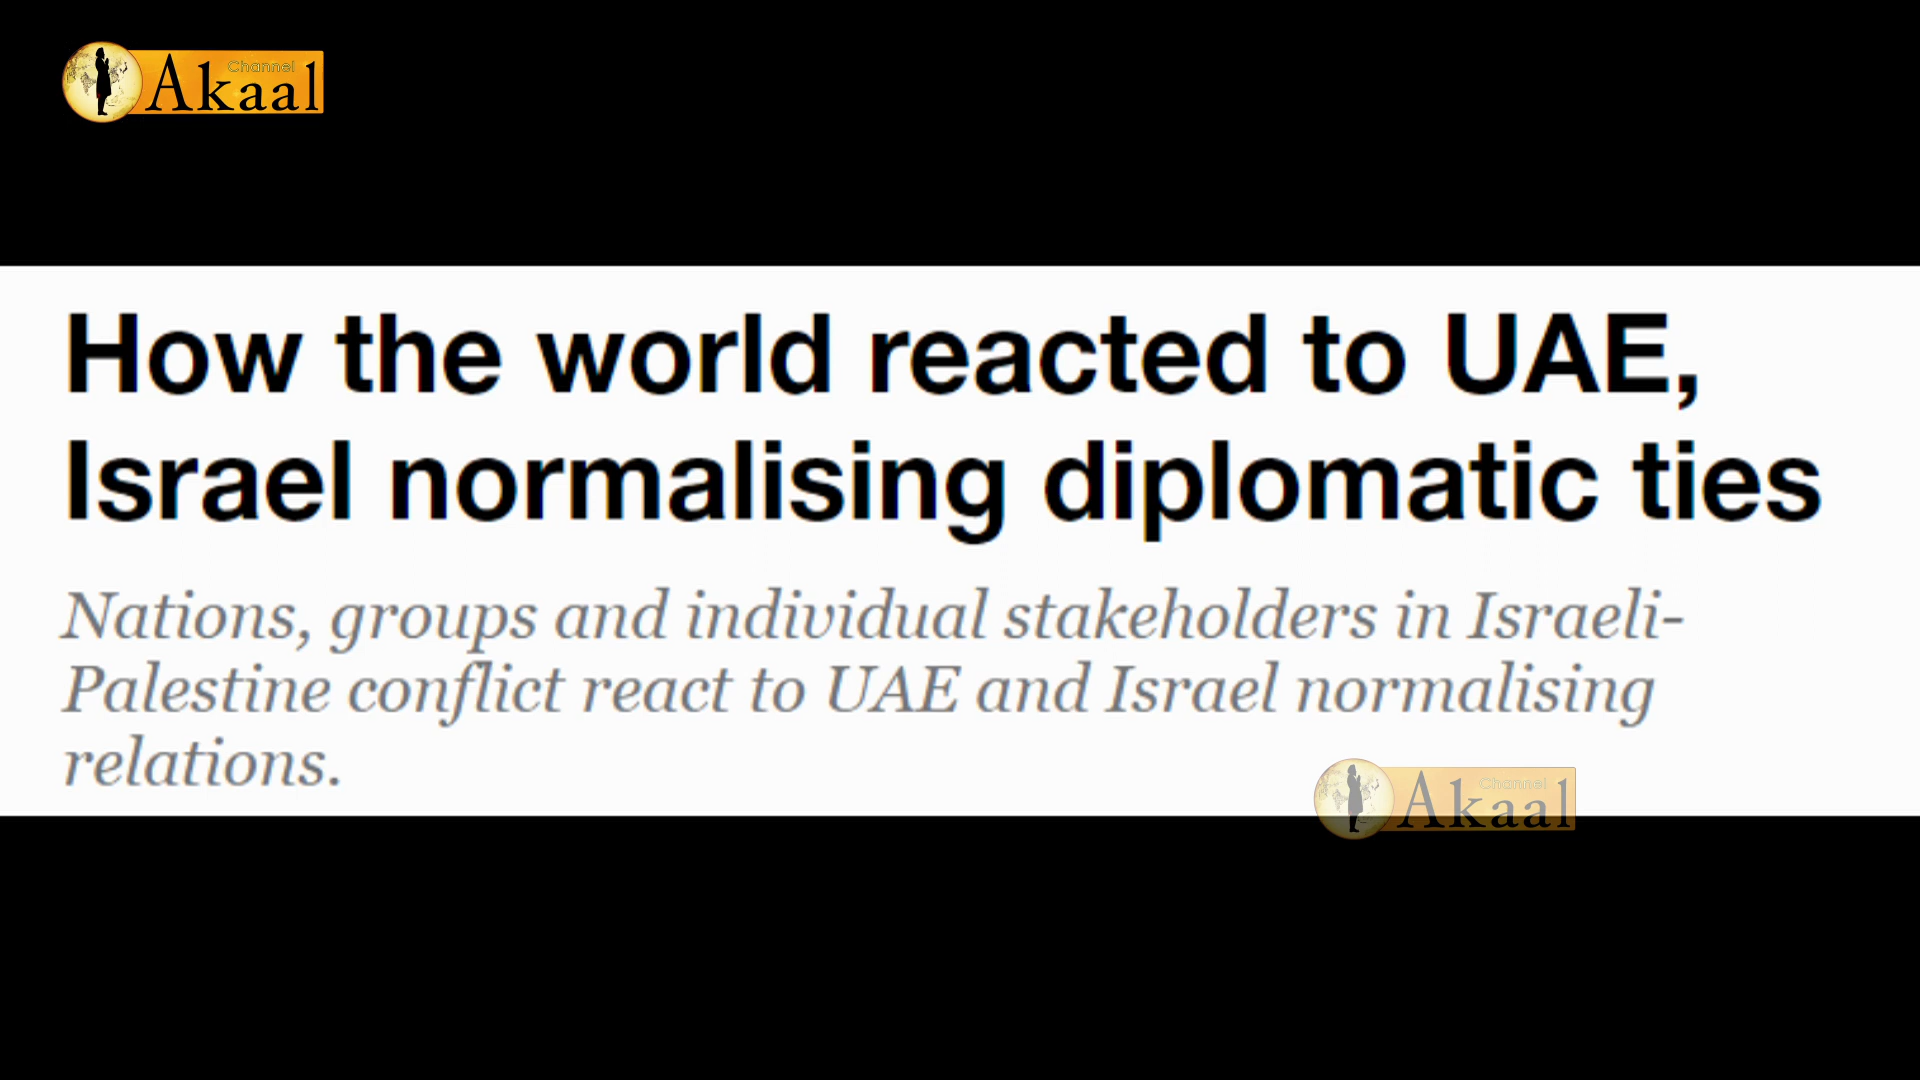 Channel
Akaal
How the world reacted to UAE,
Israel normalising diplomatic ties
Nations, groups and individual stakeholders in Israeli-
Palestine conflict react to UAE and Israel normalising
relations.
Channel
Akaal